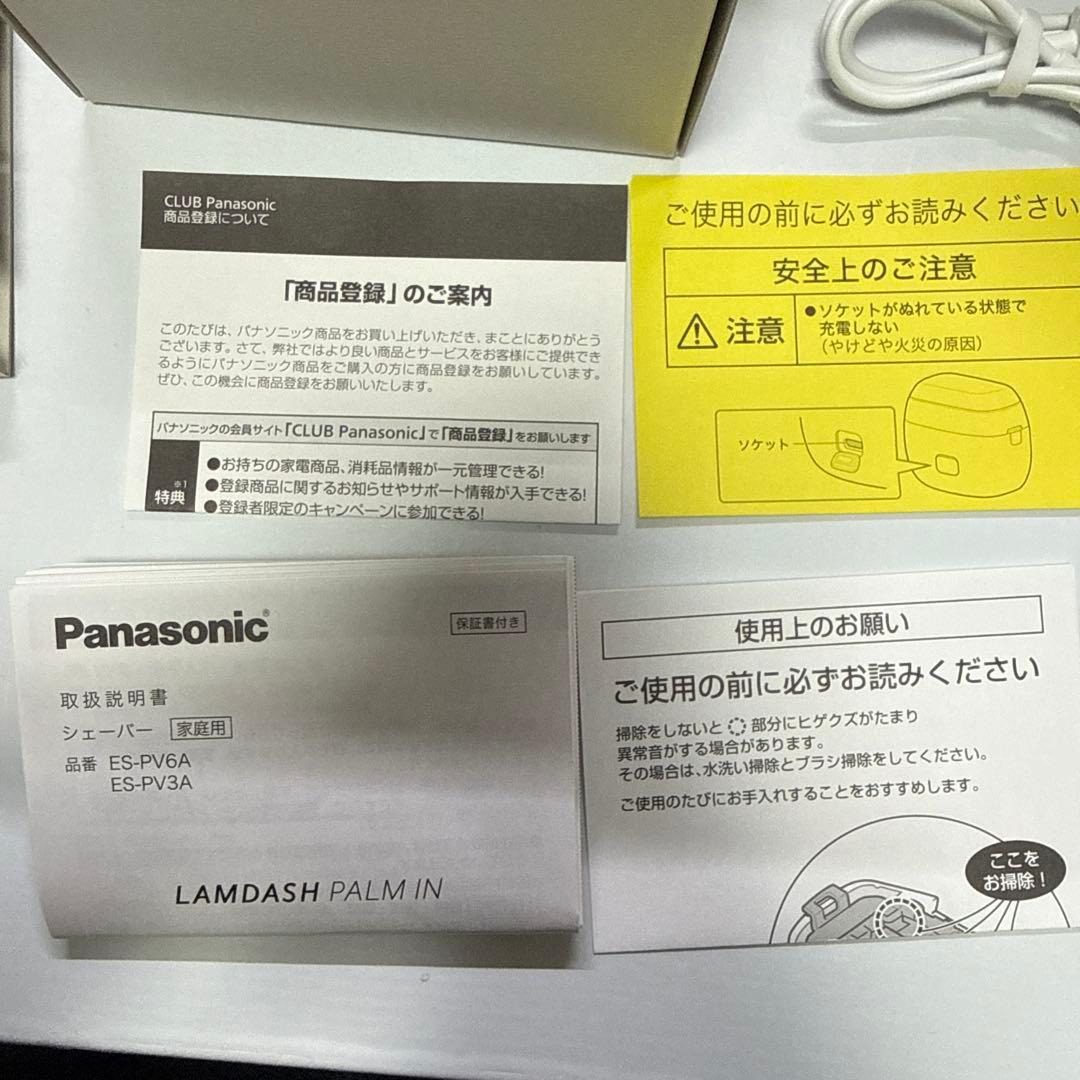 CLUB Panasonic
商品登録について
「商品登録」のご案内
このたびは、パナソニック商品をお買い上げいただき、まことにありがとう
ございます。さて、弊社ではより良い商品とサービスをお客様にご提供でき
るようにパナソニック商品をご購入の方に商品登録をお願いしています。
ぜひ、この機会に商品登録をお願いいたします。
パナソニックの会員サイト「CLUB Panasonic」で「商品登録」をお願いします
※1
特典
●お持ちの家電商品、消耗品情報が一元管理できる!
●登録商品に関するお知らせやサポート情報が入手できる!
●登録者限定のキャンペーンに参加できる!
ご使用の前に必ずお読みください
安全上のご注意
注意
●ソケットがぬれている状態で
充電しない
(やけどや火災の原因)
ソケット
Panasonic®
保証書付き
取扱説明書
シェーバー 家庭用
品番 ES-PV6A
ES-PV3A
LAMDASH PALM IN
使用上のお願い
ご使用の前に必ずお読みください
掃除をしないと 部分にヒゲクズがたまり
異常音がする場合があります。
その場合は、水洗い掃除とブラシ掃除をしてください。
ご使用のたびにお手入れすることをおすすめします。
ここを
お掃除!